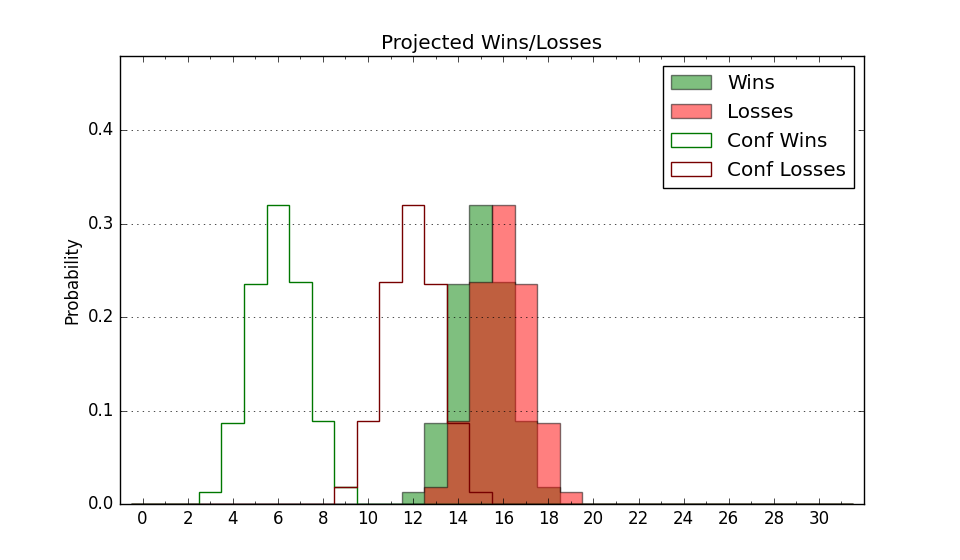 Projected Wins/Losses
Wins
Losses
Conf Wins
Conf Losses
Probability
0.4
0.3
0.2
0.1
0.0
0 2 4 6 8 10 12 14 16 18 20 22 24 26 28 30